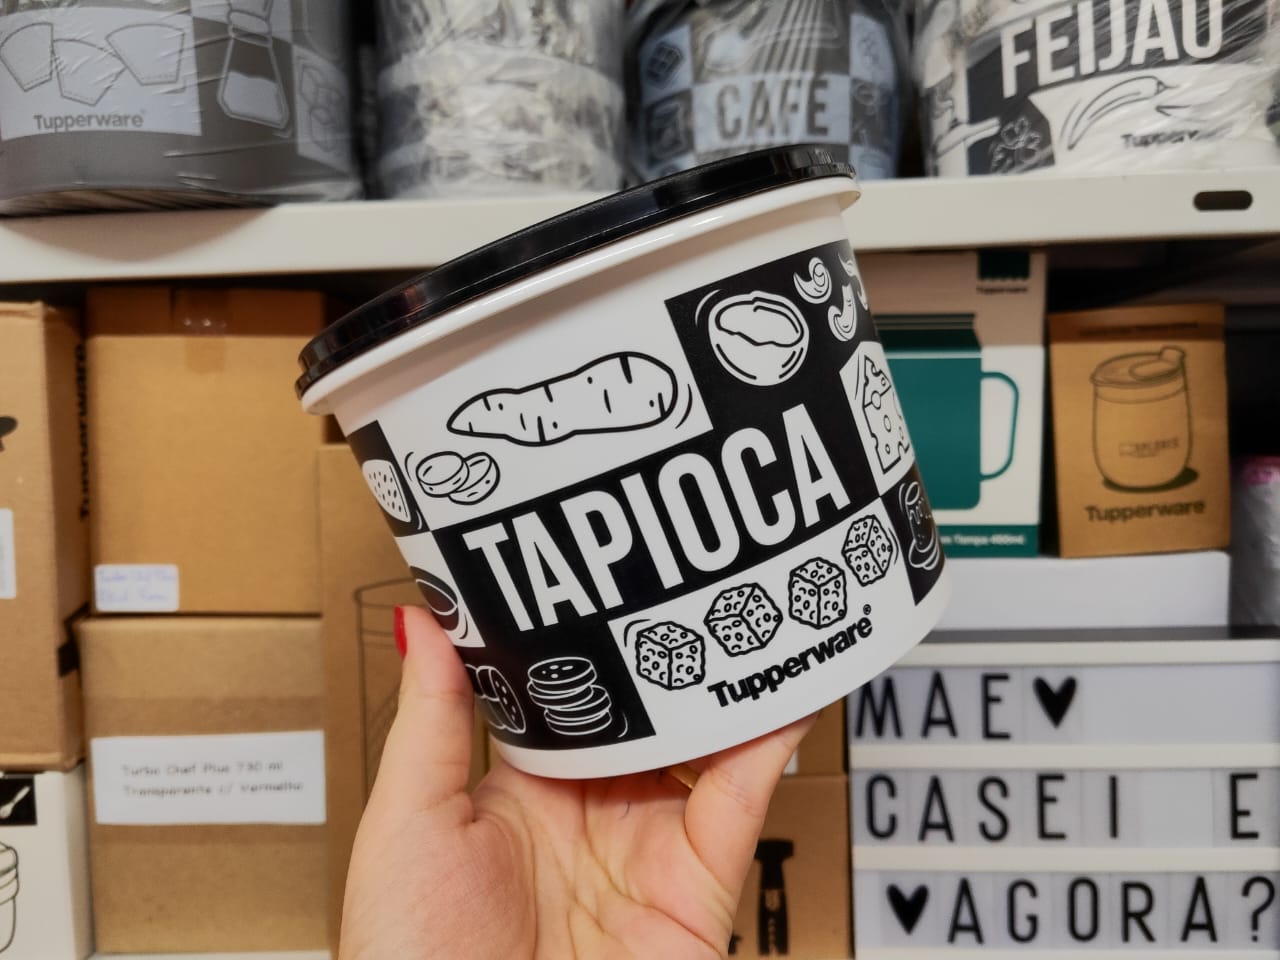 Tupperware
CAFÉ
FEIJÃO
Tupperware
Tupperware
TAPIOCA
Tupperware®
Tupperware
Tupperware
Turbo Chef Plus 730 ml
Transparente c/ Vermelho
MAE ♥
CASEI E
♥ AGORA?